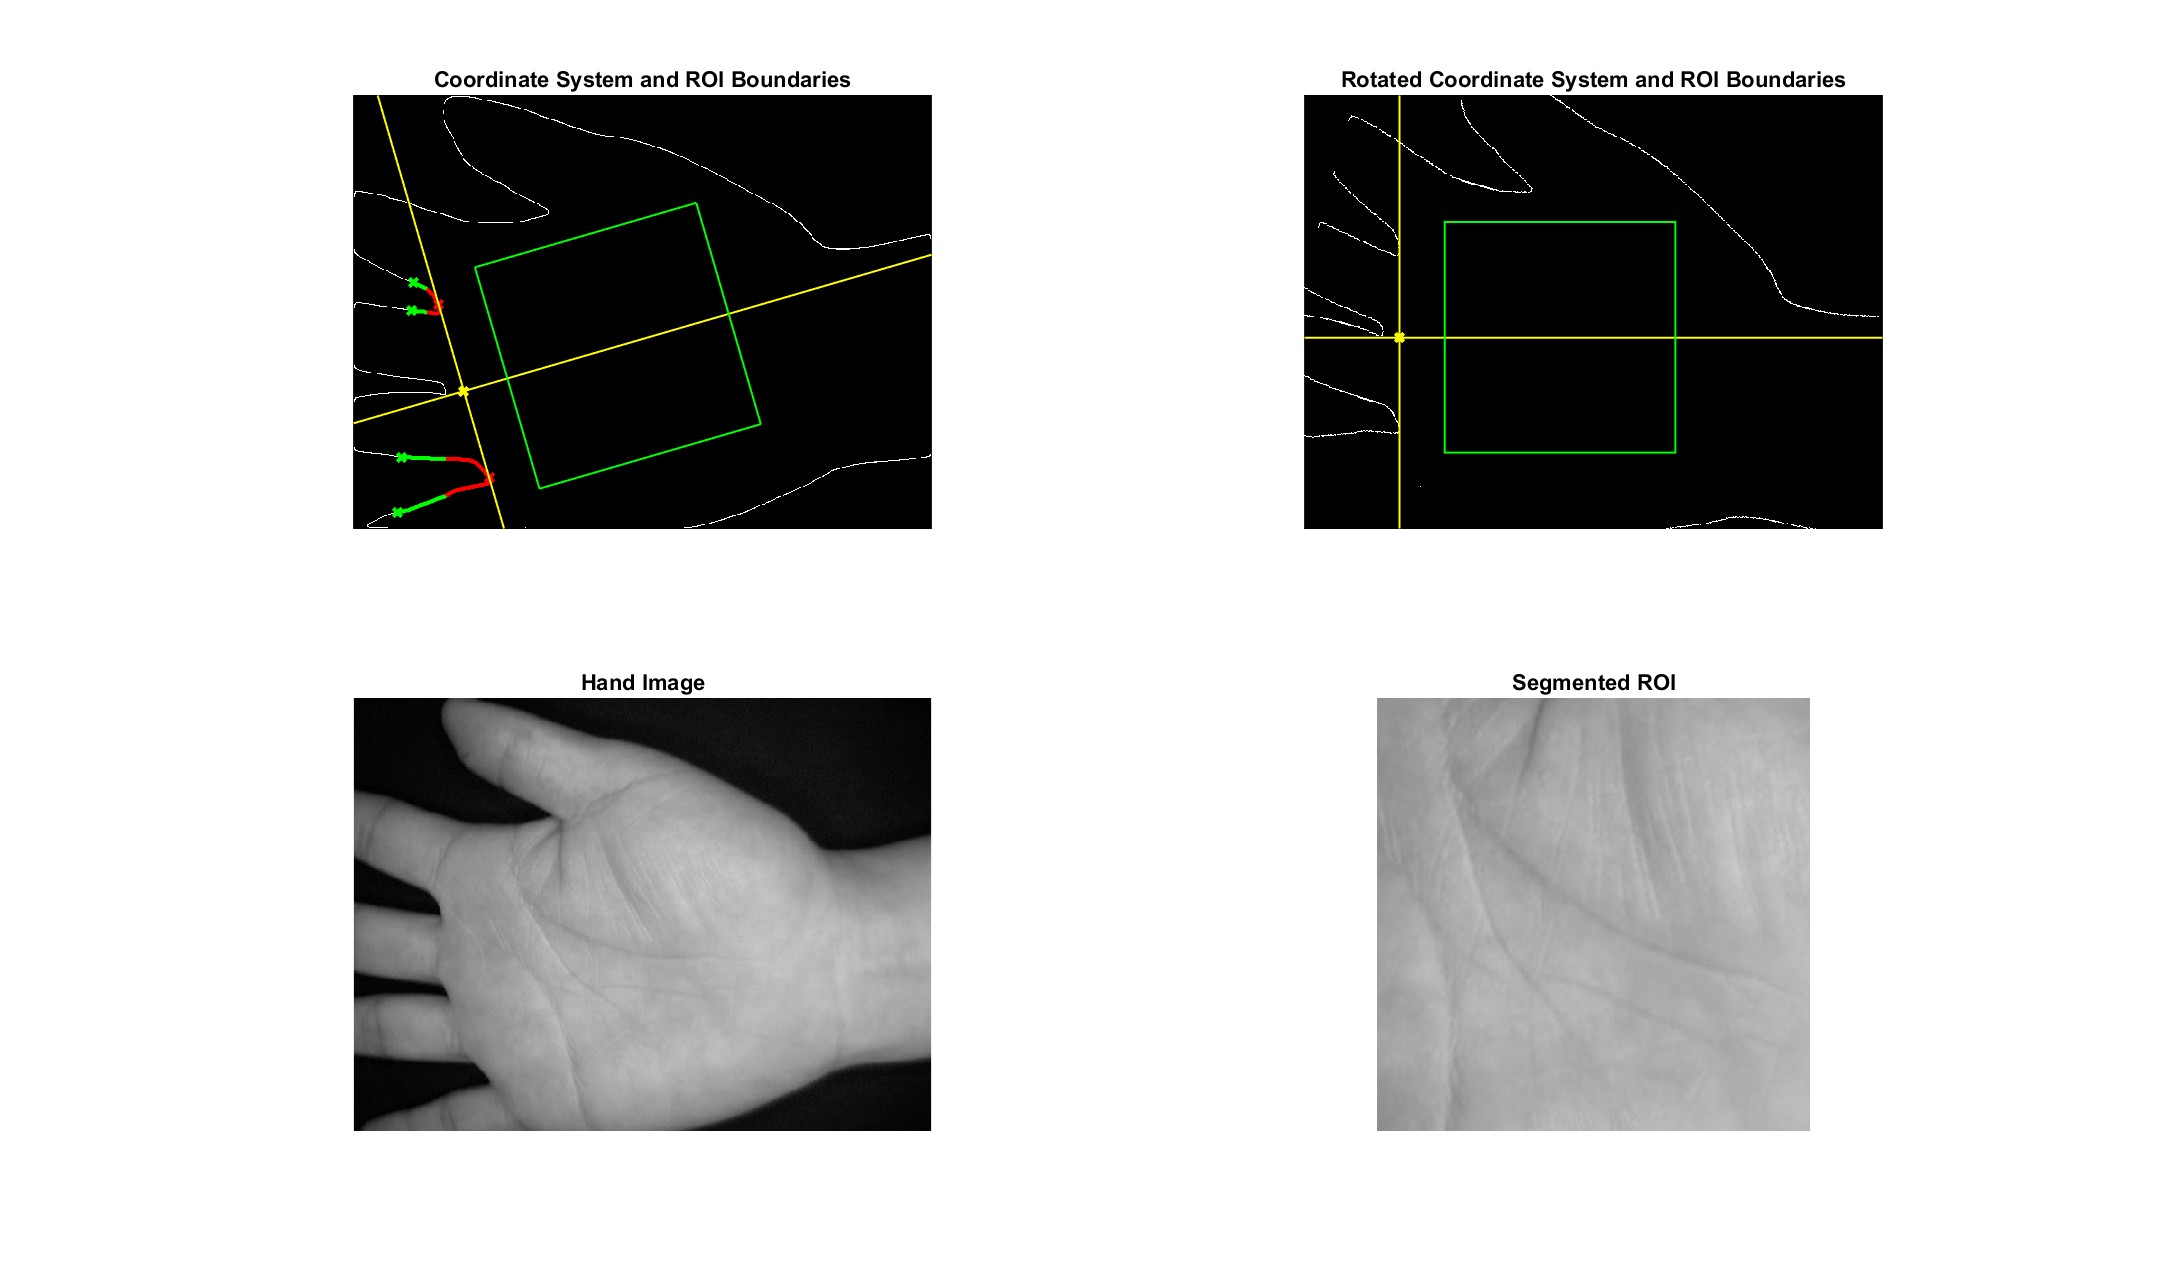 Coordinate System and ROI Boundaries
Rotated Coordinate System and ROI Boundaries
Hand Image
Segmented ROI